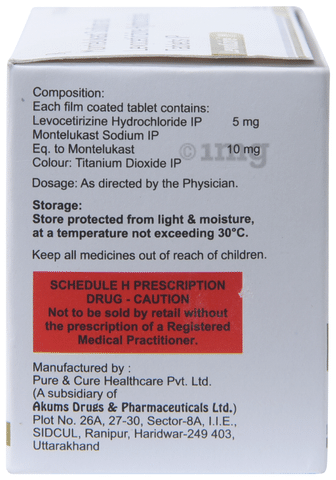 Composition:
Each film coated tablet contains:
Levocetirizine Hydrochloride IP 5 mg
Montelukast Sodium IP
Eq. to Montelukast 10 mg
Colour: Titanium Dioxide IP
©1mg
Dosage: As directed by the Physician.
Storage:
Store protected from light & moisture,
at a temperature not exceeding 30°C.
Keep all medicines out of reach of children.
SCHEDULE H PRESCRIPTION
DRUG - CAUTION
Not to be sold by retail without
the prescription of a Registered
Medical Practitioner.
Manufactured by :
Pure & Cure Healthcare Pvt. Ltd.
(A subsidiary of
Akums Drugs & Pharmaceuticals Ltd.)
Plot No. 26A, 27-30, Sector-8A, I.I.E.,
SIDCUL, Ranipur, Haridwar-249 403,
Uttarakhand